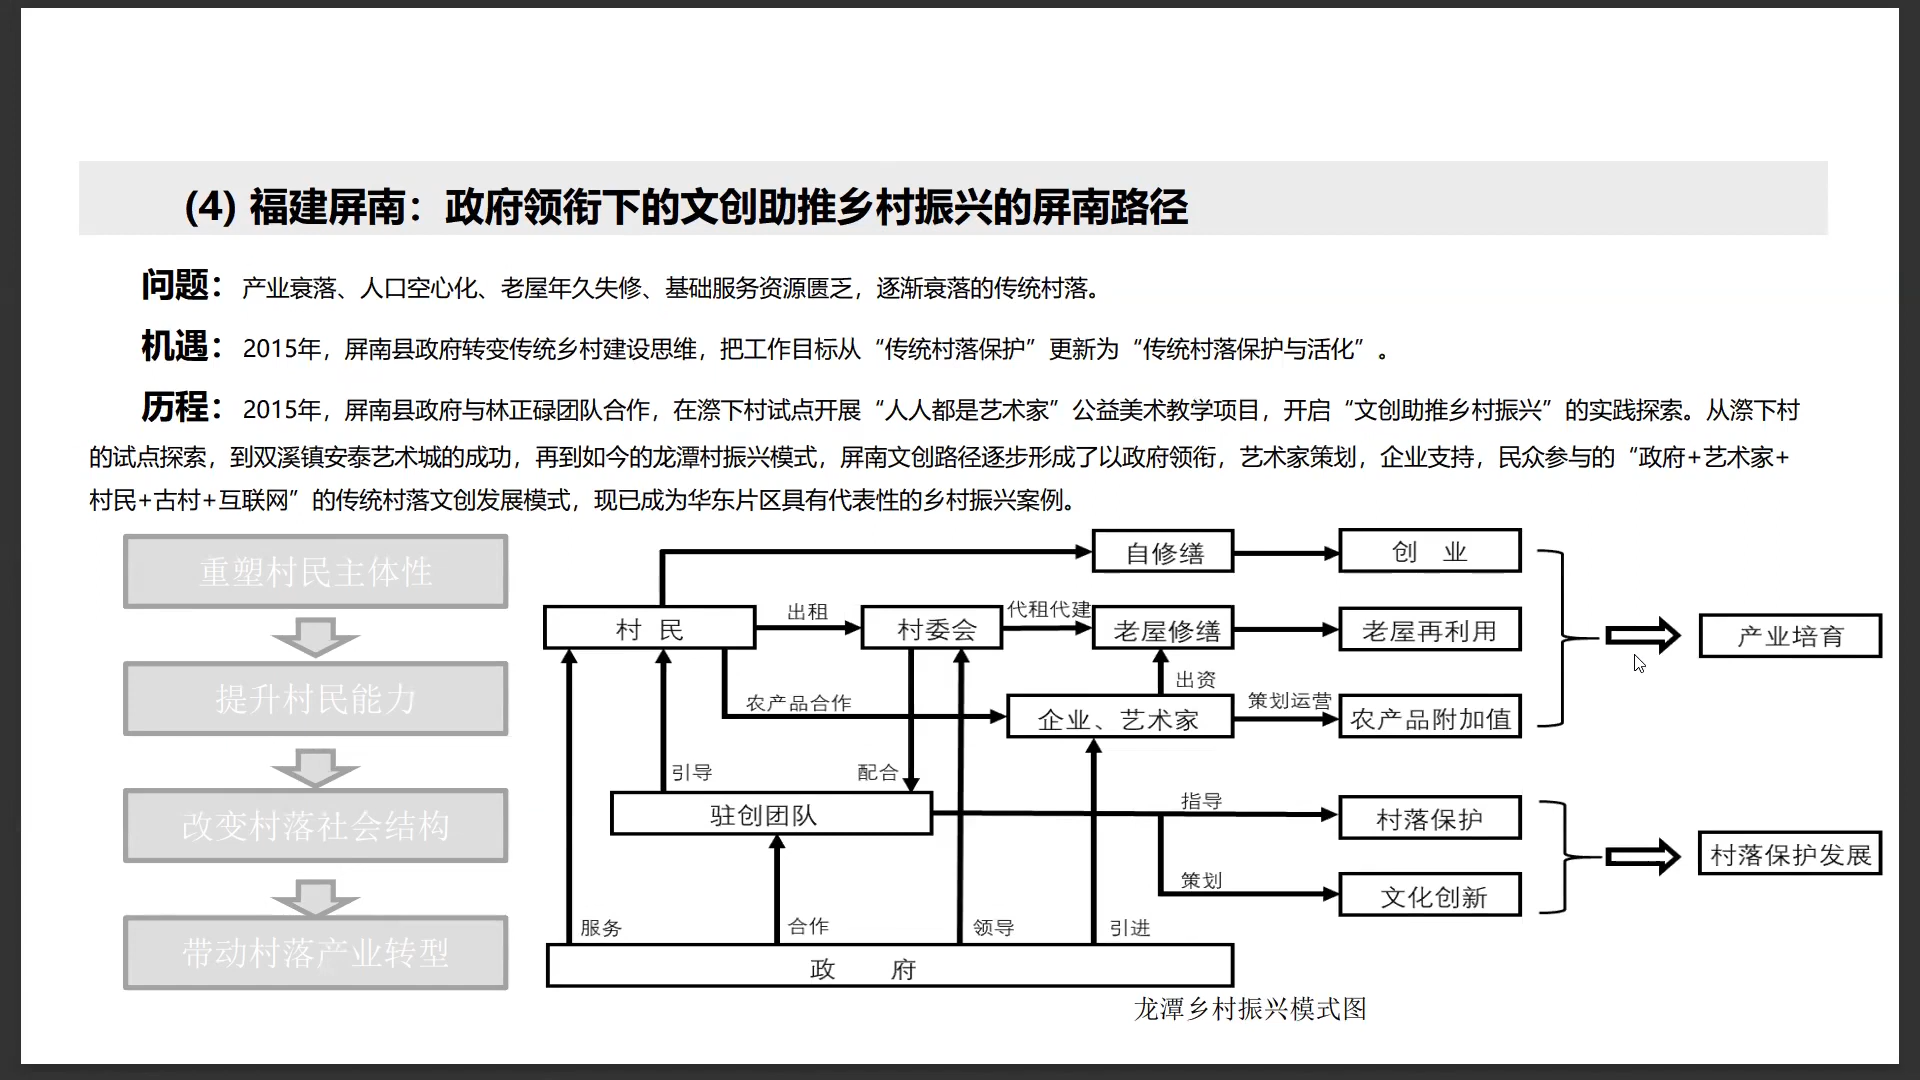 (4) 福建屏南：政府领衔下的文创助推乡村振兴的屏南路径
问题：产业衰落、人口空心化、老屋年久失修、基础服务资源匮乏，逐渐衰落的传统村落。
机遇：2015年，屏南县政府转变传统乡村建设思维，把工作目标从“传统村落保护”更新为“传统村落保护与活化”。
历程：2015年，屏南县政府与林正碌团队合作，在漈下村试点开展“人人都是艺术家”公益美术教学项目，开启“文创助推乡村振兴”的实践探索。从漈下村
的试点探索，到双溪镇安泰艺术城的成功，再到如今的龙潭村振兴模式，屏南文创路径逐步形成了以政府领衔，艺术家策划，企业支持，民众参与的“政府+艺术家+
村民+古村+互联网”的传统村落文创发展模式，现已成为华东片区具有代表性的乡村振兴案例。
重塑村民主体性
提升村民能力
改变村落社会结构
带动村落产业转型
自修缮
创 业
村 民
出租
村委会
代租代建
老屋修缮
老屋再利用
产业培育
出资
农产品合作
企业、艺术家
策划运营
农产品附加值
引导
配合
驻创团队
指导
村落保护
村落保护发展
策划
文化创新
服务
合作
领导
引进
政 府
龙潭乡村振兴模式图